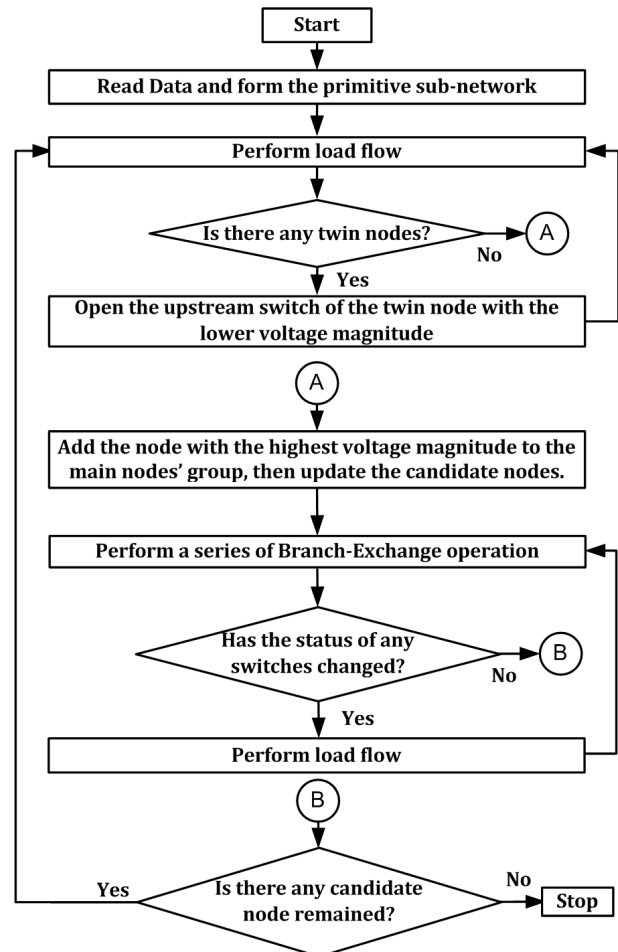 Start
Read Data and form the primitive sub-network
Perform load flow
Is there any twin nodes?
No
A
Yes
Open the upstream switch of the twin node with the
lower voltage magnitude
A
Add the node with the highest voltage magnitude to the
main nodes' group, then update the candidate nodes.
Perform a series of Branch-Exchange operation
Has the status of any
switches changed?
No
B
Yes
Perform load flow
B
Yes
Is there any candidate
node remained?
No
Stop